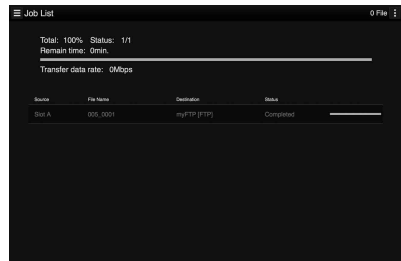 Job List 0 File
Total: 100% Status: 1/1
Remain time: 0min.
Transfer data rate: 0Mbps
Source File Name Destination Status
Slot A 005_0001 myFTP [FTP] Completed